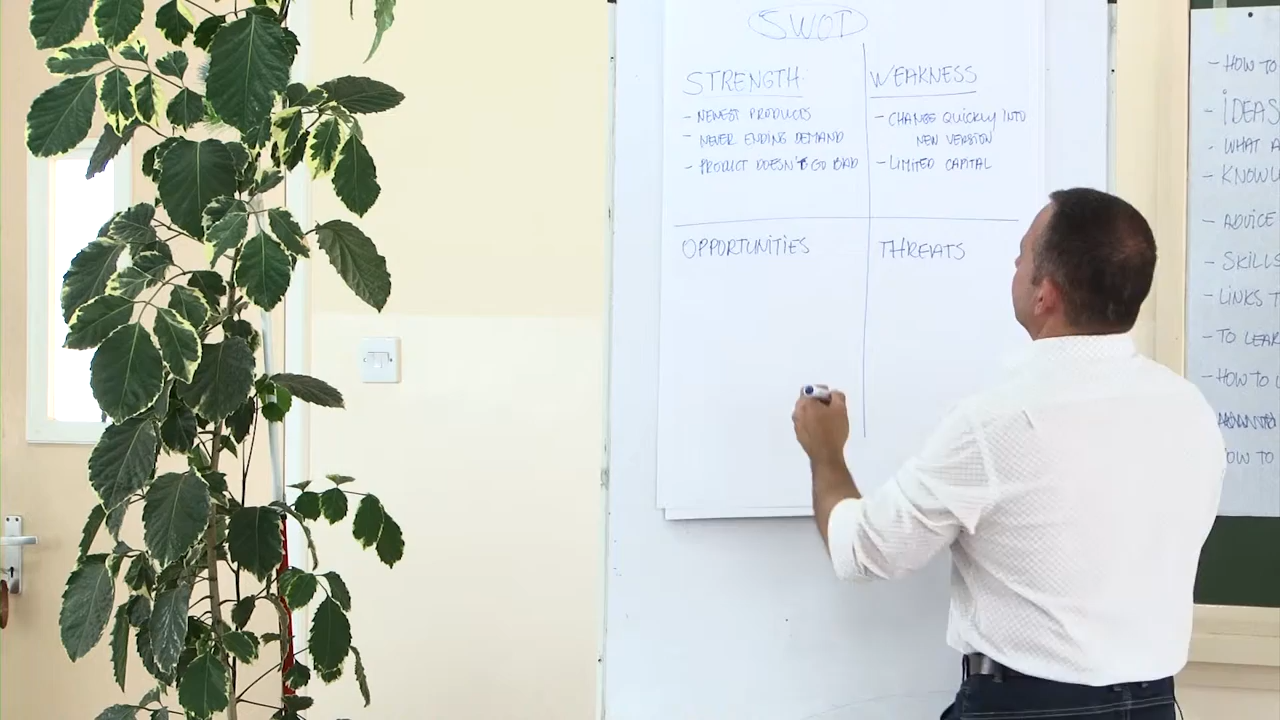 SWOT
STRENGTH:
- NEWEST PRODUCTS
- NEVER ENDING DEMAND
- PRODUCT DOESN'T GO BAD
WEAKNESS
- CHANGE QUICKLY INTO
NEW VERSION
- LIMITED CAPITAL
OPPORTUNITIES
THREATS
- HOW TO
- IDEAS
- WHAT A
- KNOWL
- ADVICE
- SKILLS
- LINKS T
- TO LEAR
- HOW TO
HOW TO